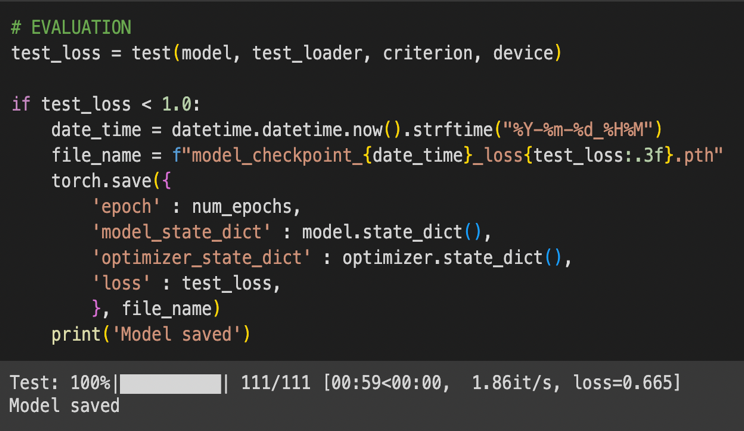 # EVALUATION
test_loss = test(model, test_loader, criterion, device)
if test_loss < 1.0:
    date_time = datetime.datetime.now().strftime("%Y-%m-%d_%H%M")
    file_name = f"model_checkpoint_{date_time}_loss{test_loss:.3f}.pth"
    torch.save({
        'epoch' : num_epochs,
        'model_state_dict' : model.state_dict(),
        'optimizer_state_dict' : optimizer.state_dict(),
        'loss' : test_loss,
        }, file_name)
    print('Model saved')
Test: 100%|██████████| 111/111 [00:59<00:00,  1.86it/s, loss=0.665]
Model saved